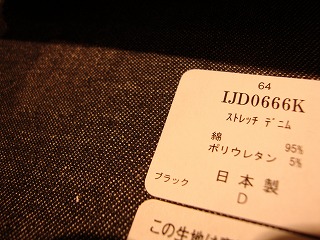 64
IJD0666K
ストレッチ デニム
綿 95%
ポリウレタン 5%
ブラック 日本製
D
この生地は